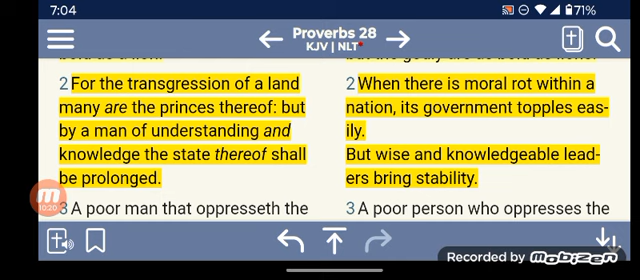 7:04
71%
Proverbs 28
KJV | NLT
2 For the transgression of a land
many are the princes thereof: but
by a man of understanding and
knowledge the state thereof shall
be prolonged.
3 A poor man that oppresseth the
2 When there is moral rot within a
nation, its government topples eas-
ily.
But wise and knowledgeable lead-
ers bring stability.
3 A poor person who oppresses the
10:20
Recorded by Mobizen